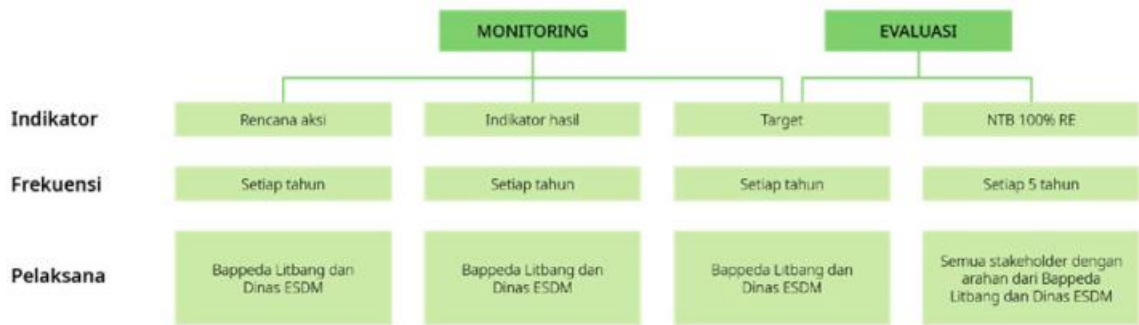 MONITORING
EVALUASI
Indikator
Rencana aksi
Indikator hasil
Target
NTB 100% RE
Frekuensi
Setiap tahun
Setiap tahun
Setiap tahun
Setiap 5 tahun
Pelaksana
Bappeda Litbang dan
Dinas ESDM
Bappeda Litbang dan
Dinas ESDM
Bappeda Litbang dan
Dinas ESDM
Semua stakeholder dengan
arahan dari Bappeda
Litbang dan Dinas ESDM